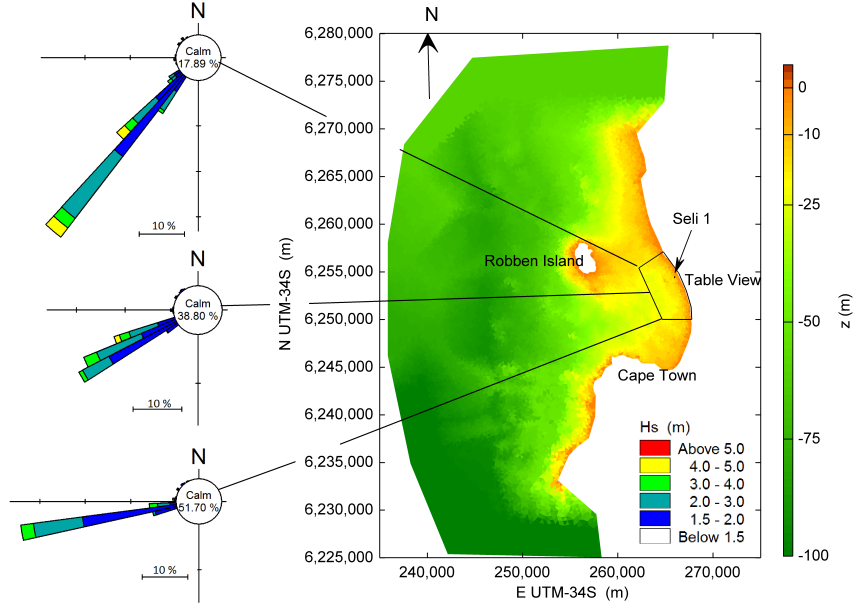 N
Calm
17.89 %
10 %
N
Calm
38.80 %
10 %
N
Calm
51.70 %
10 %
N
6,280,000
6,275,000
6,270,000
6,265,000
6,260,000
6,255,000
6,250,000
6,245,000
6,240,000
6,235,000
6,230,000
6,225,000
N UTM-34S (m)
240,000 250,000 260,000 270,000
E UTM-34S (m)
Seli 1
Robben Island
Table View
Cape Town
Hs (m)
Above 5.0
4.0 - 5.0
3.0 - 4.0
2.0 - 3.0
1.5 - 2.0
Below 1.5
0
-10
-25
-50
-75
-100
z (m)